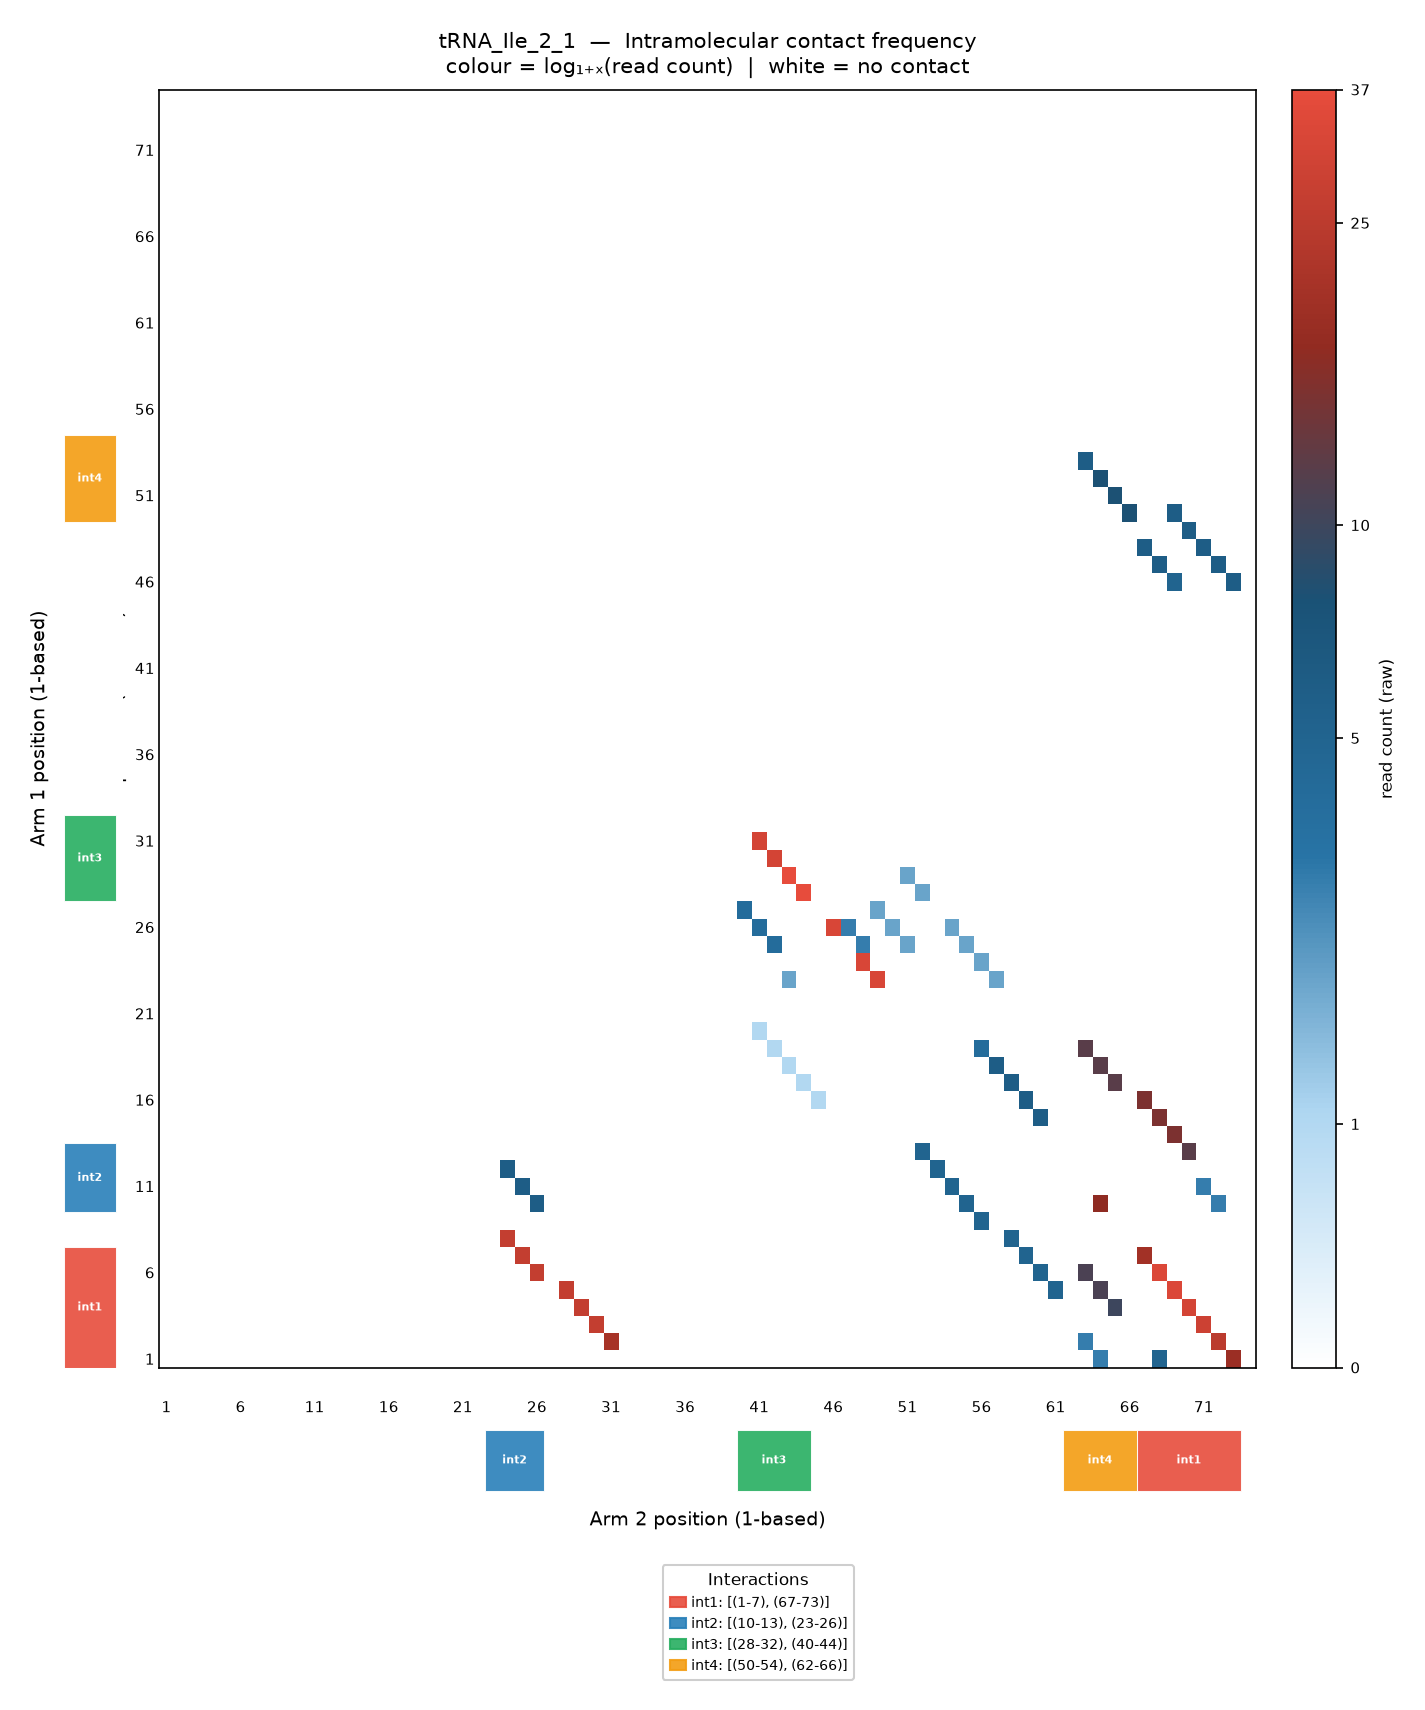 tRNA_Ile_2_1 — Intramolecular contact frequency
colour = log₁₊ₓ(read count) | white = no contact
71
66
61
56
51
46
41
36
31
26
21
16
11
6
1
int4
int3
int2
int1
Arm 1 position (1-based)
1 6 11 16 21 26 31 36 41 46 51 56 61 66 71
int2 int3 int4 int1
Arm 2 position (1-based)
37
25
10
5
1
0
read count (raw)
Interactions
int1: [(1-7), (67-73)]
int2: [(10-13), (23-26)]
int3: [(28-32), (40-44)]
int4: [(50-54), (62-66)]